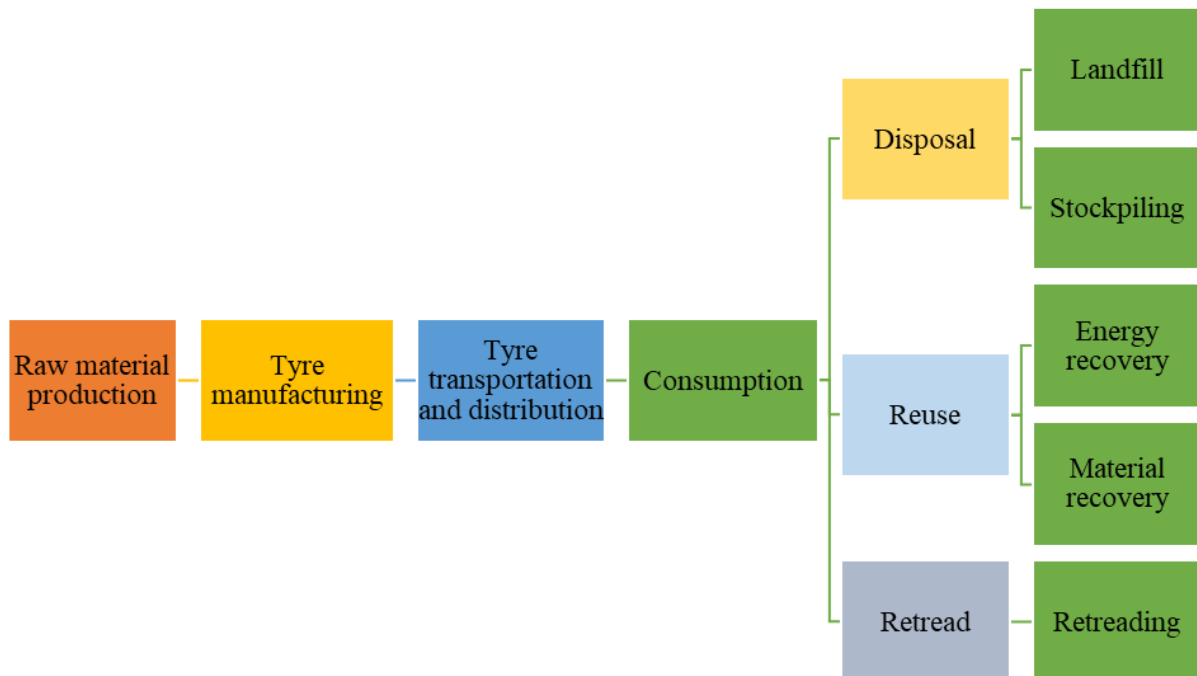 Raw material
production
Tyre
manufacturing
Tyre
transportation
and distribution
Consumption
Disposal
Landfill
Stockpiling
Reuse
Energy
recovery
Material
recovery
Retread
Retreading